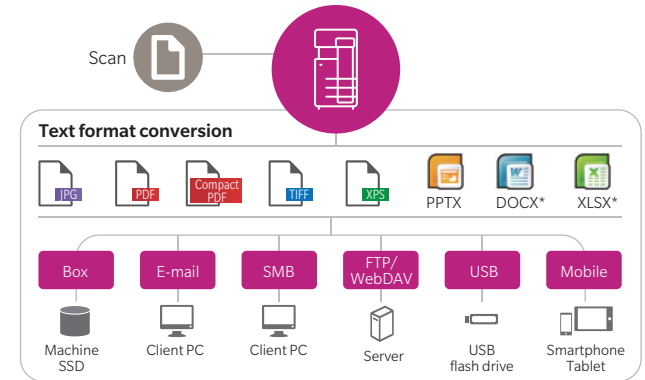 Scan
Text format conversion
JPG
PDF
Compact
PDF
TIFF
XPS
PPTX
DOCX*
XLSX*
Box
E-mail
SMB
FTP/
WebDAV
USB
Mobile
Machine
SSD
Client PC
Client PC
Server
USB
flash drive
Smartphone
Tablet